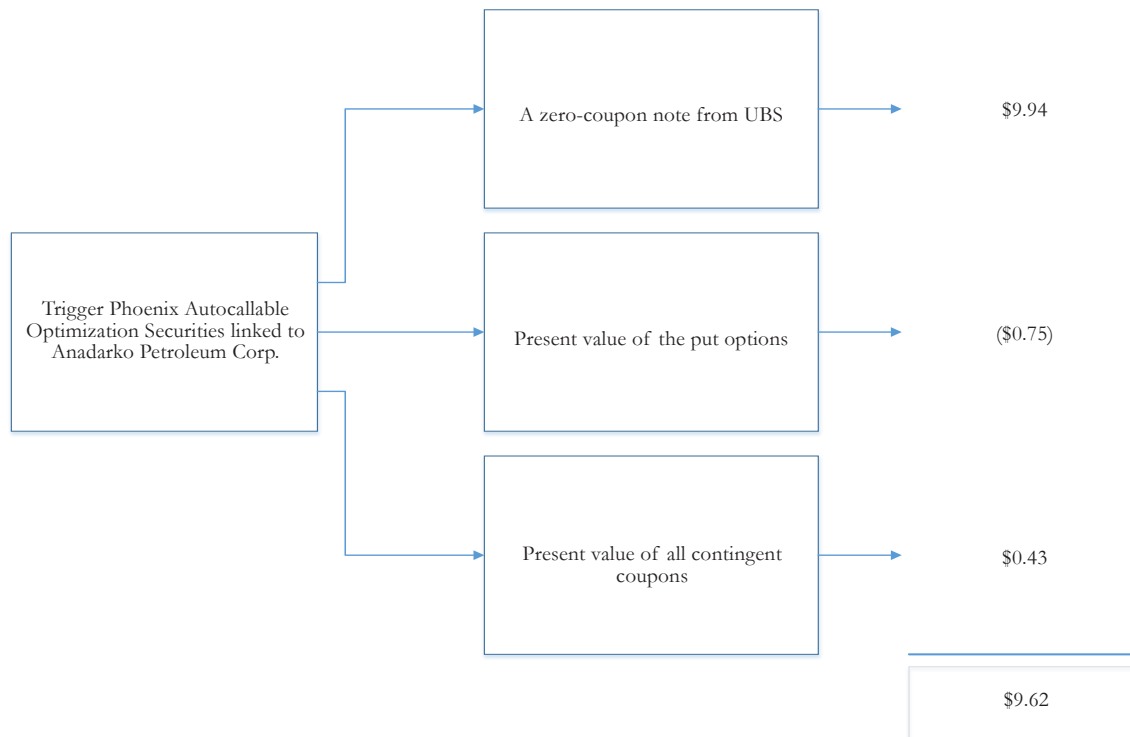 A zero-coupon note from UBS
$9.94
Trigger Phoenix Autocallable
Optimization Securities linked to
Anadarko Petroleum Corp.
Present value of the put options
($0.75)
Present value of all contingent
coupons
$0.43
$9.62